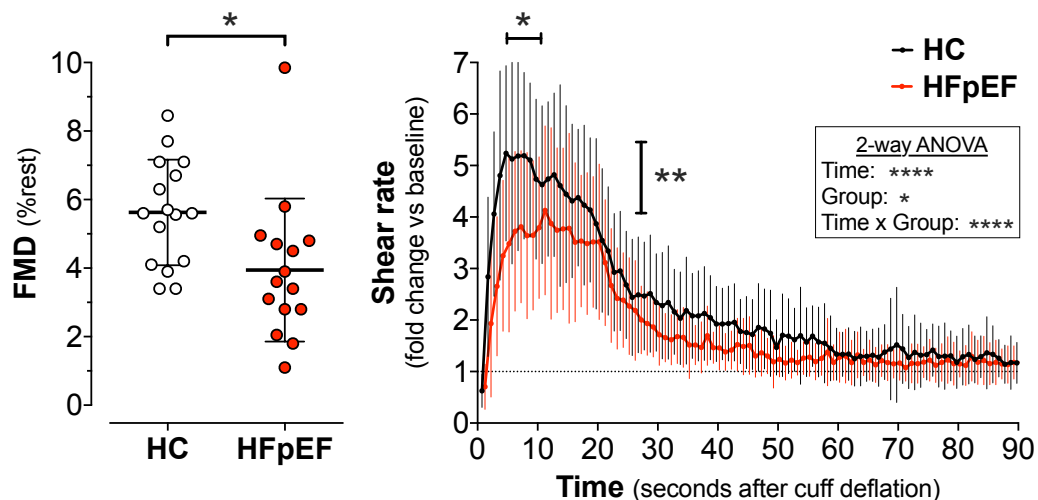 *
10
8
6
4
2
0
FMD (%rest)
HC
HFpEF
*
7
6
5
4
3
2
1
0
Shear rate
(fold change vs baseline)
HC
HFpEF
2-way ANOVA
Time: ****
Group: *
Time x Group: ****
**
0 10 20 30 40 50 60 70 80 90
Time (seconds after cuff deflation)